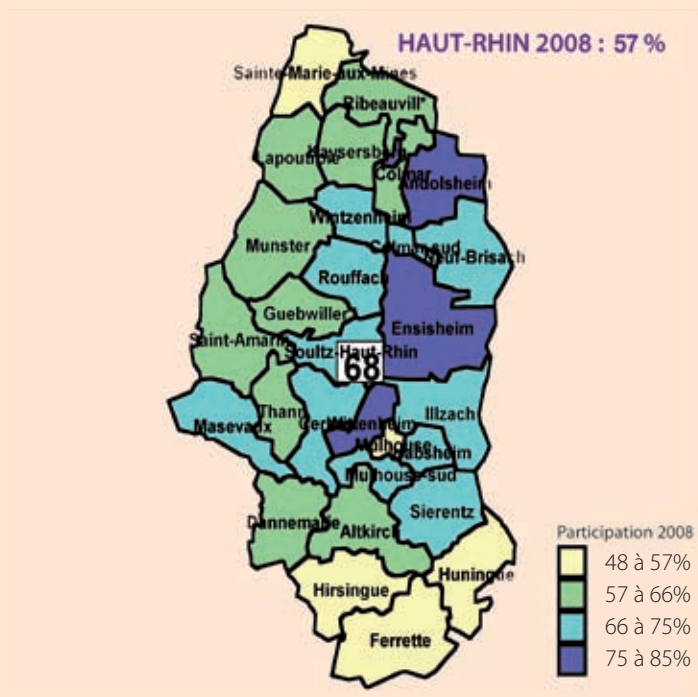 HAUT-RHIN 2008 : 57 %
Sainte-Marie-aux-Mines
Ribeauvill*
Kaysersberg
Lapoutroie
Colmar
Andolsheim
Wintzenheim
Munster
Colmar-sud
Neuf-Brisach
Rouffach
Guebwiller
Ensisheim
Saint-Amarin
Soultz-Haut-Rhin
68
Thann
Illzach
Masevaux
Cernay
Wittenheim
Mulhouse
Habsheim
Mulhouse-sud
Sierentz
Dannemarie
Altkirch
Huningue
Hirsingue
Ferrette
Participation 2008
48 à 57%
57 à 66%
66 à 75%
75 à 85%